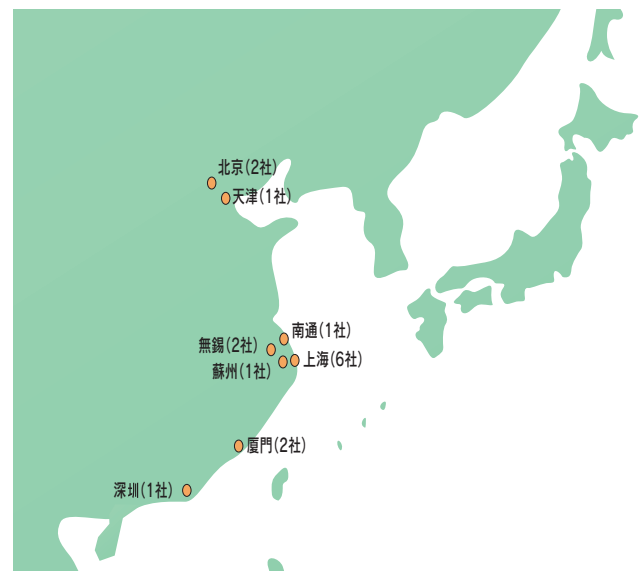 北京(2社)
天津(1社)
南通(1社)
無錫(2社)
上海(6社)
蘇州(1社)
厦門(2社)
深圳(1社)